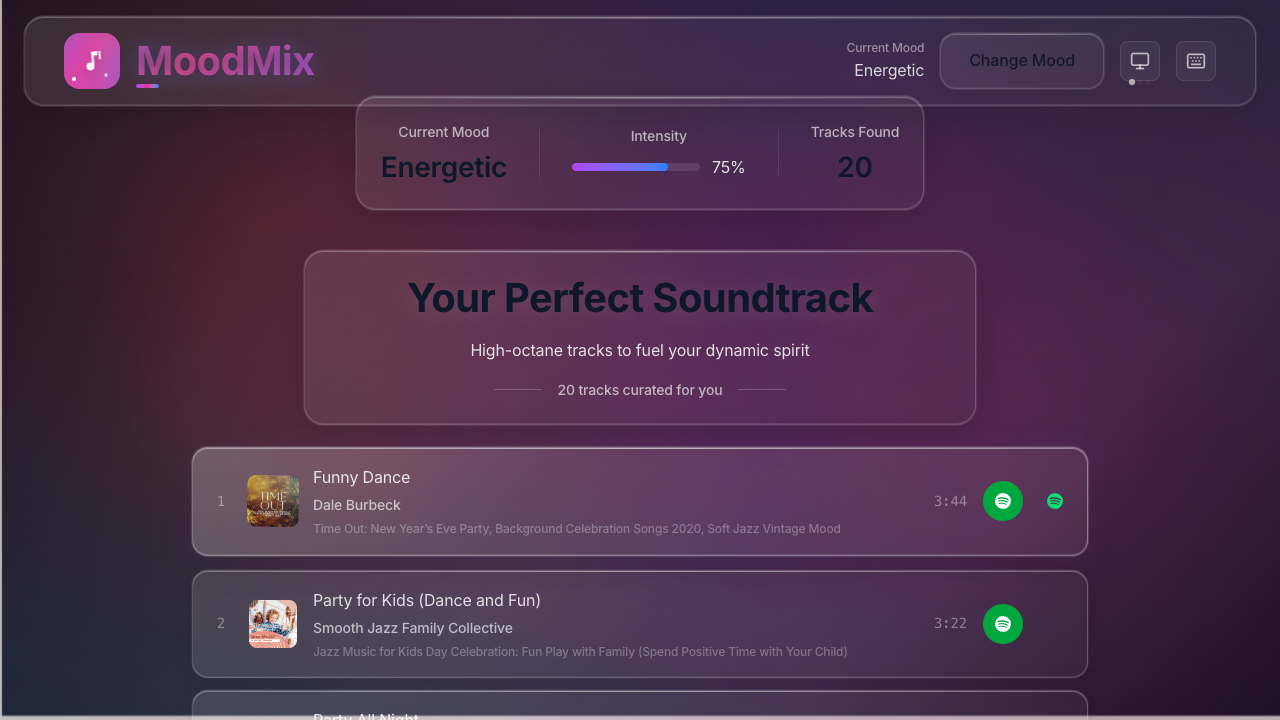 MoodMix
Current Mood
Energetic
Change Mood
Current Mood
Energetic
Intensity
75%
Tracks Found
20
Your Perfect Soundtrack
High-octane tracks to fuel your dynamic spirit
20 tracks curated for you
1
TIME
OUT
Funny Dance
Dale Burbeck
Time Out: New Year's Eve Party, Background Celebration Songs 2020, Soft Jazz Vintage Mood
3:44
2
Party for Kids (Dance and Fun)
Smooth Jazz Family Collective
Jazz Music for Kids Day Celebration: Fun Play with Family (Spend Positive Time with Your Child)
3:22
Party All Night